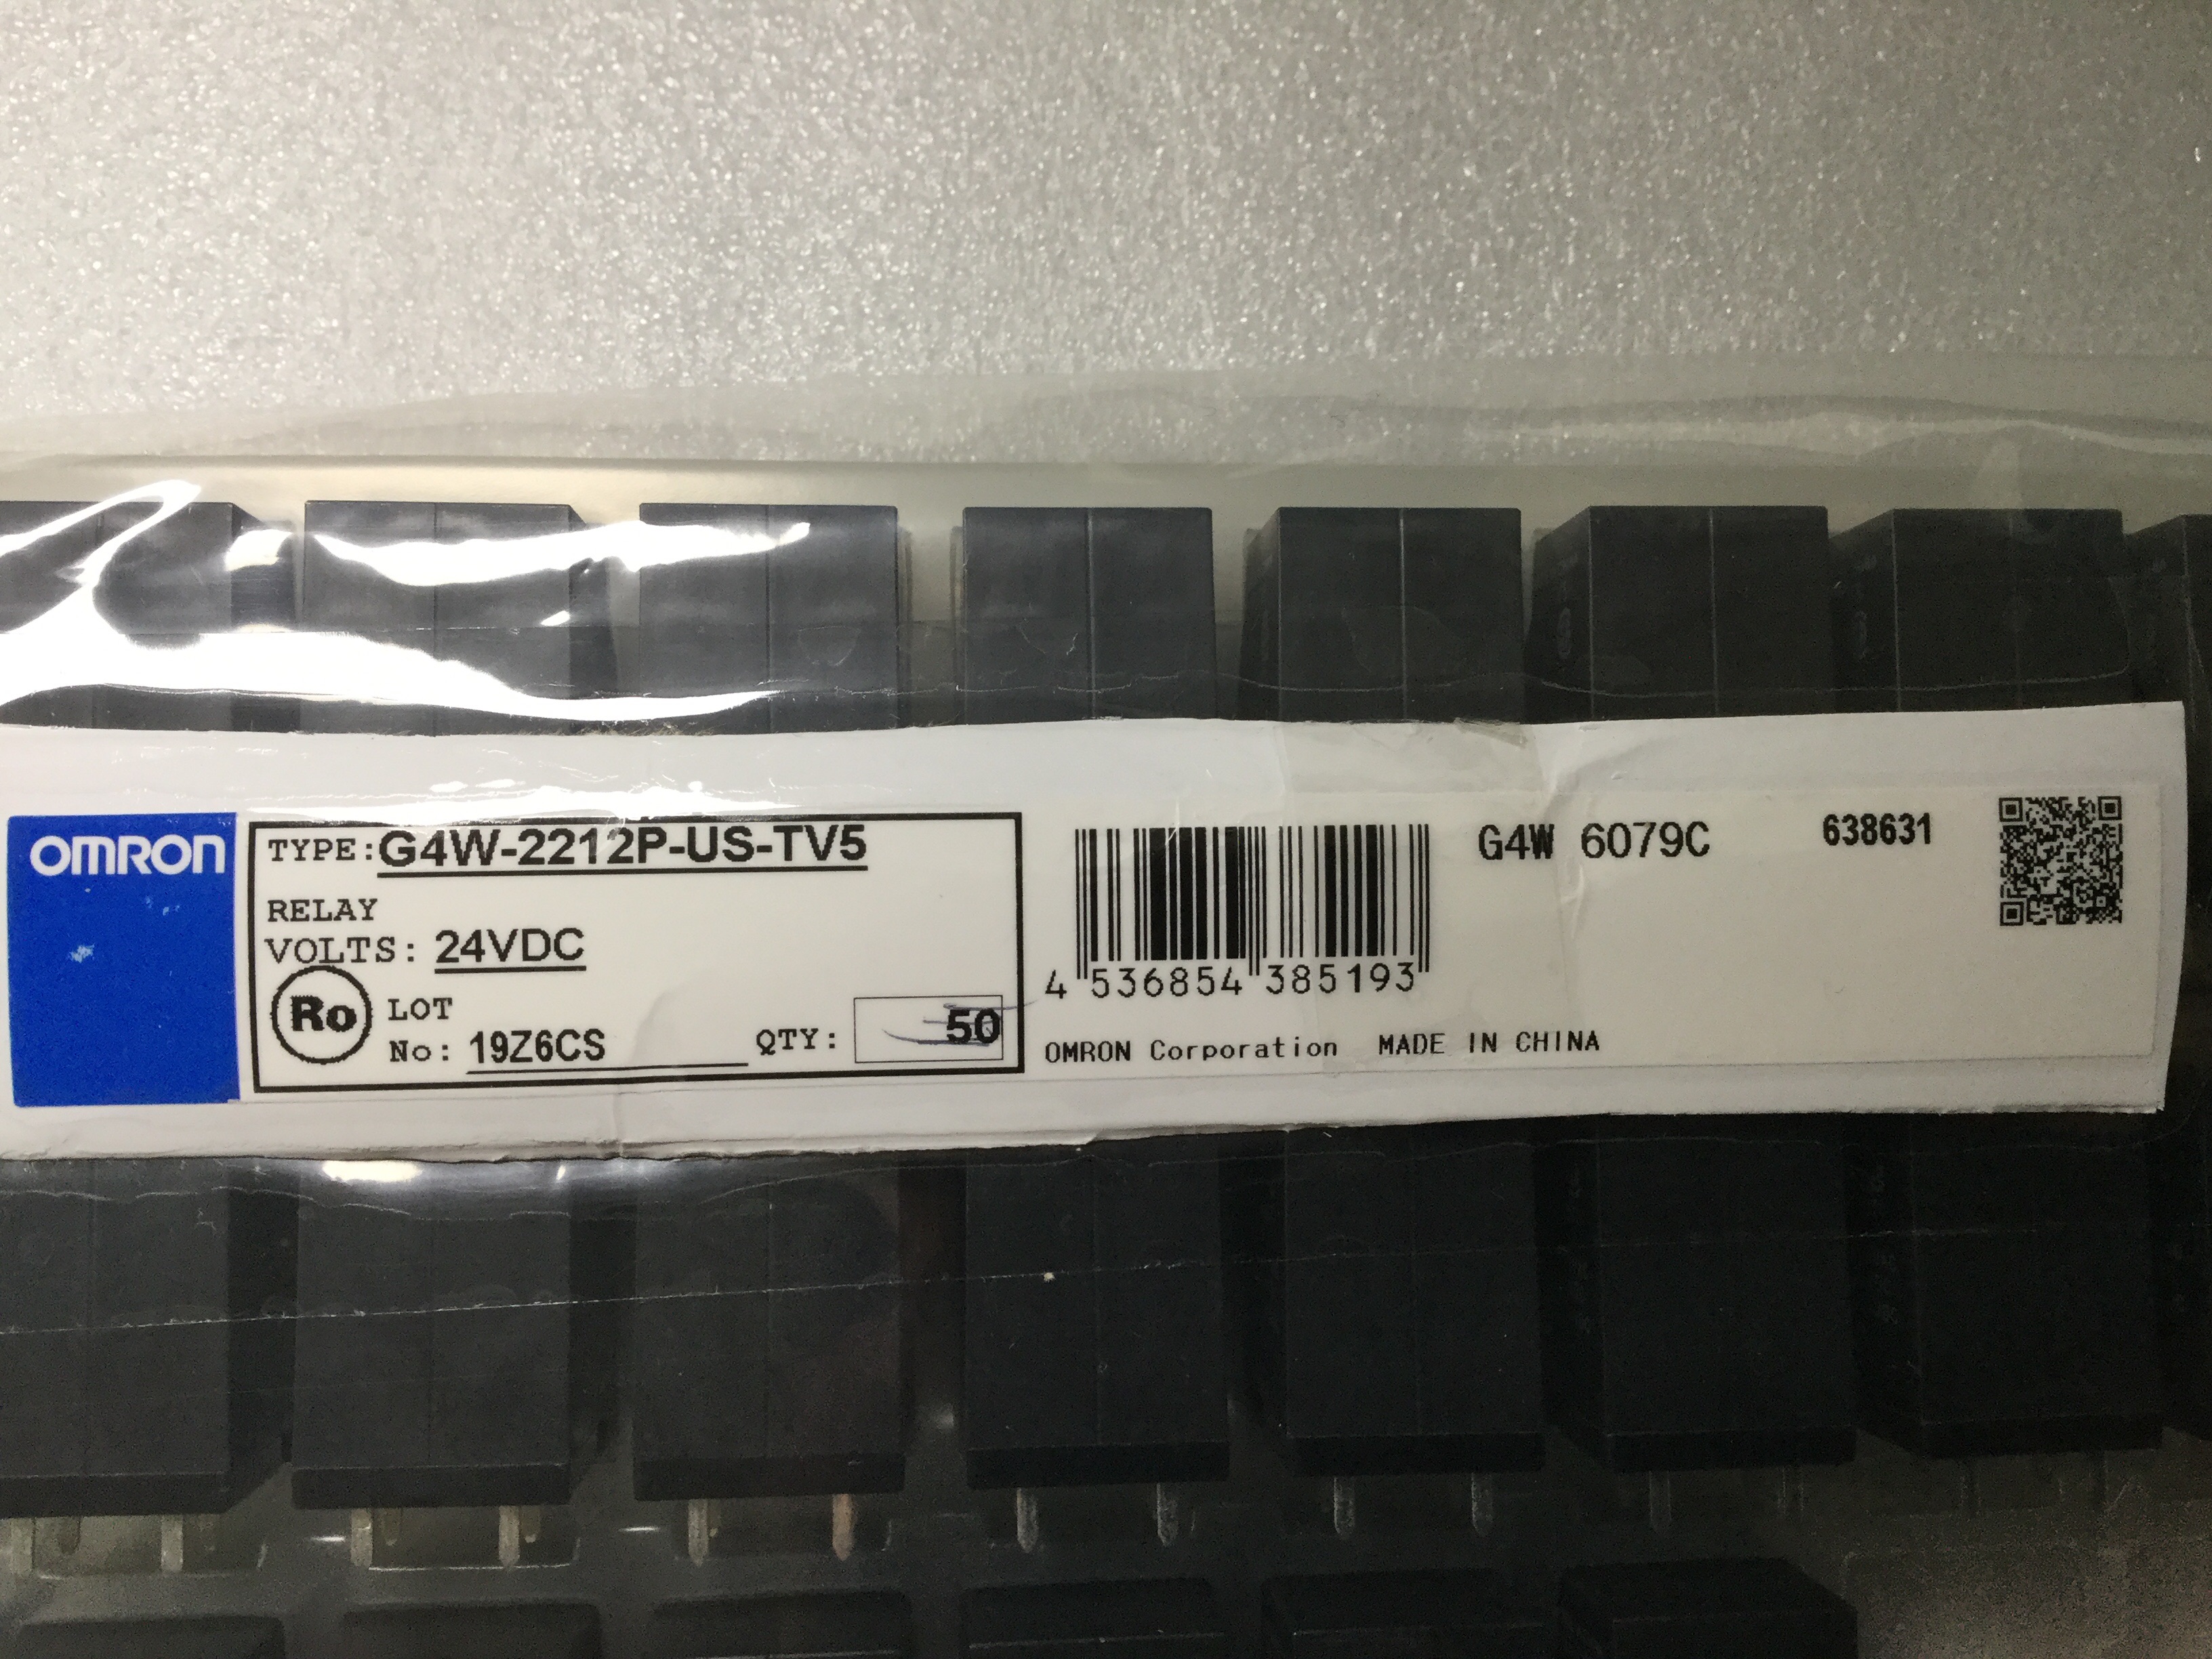 OMRON
TYPE: G4W-2212P-US-TV5
RELAY
VOLTS: 24VDC
Ro
LOT
No: 19Z6CS
QTY: 50
4 536854 385193
OMRON Corporation MADE IN CHINA
G4W 6079C
638631